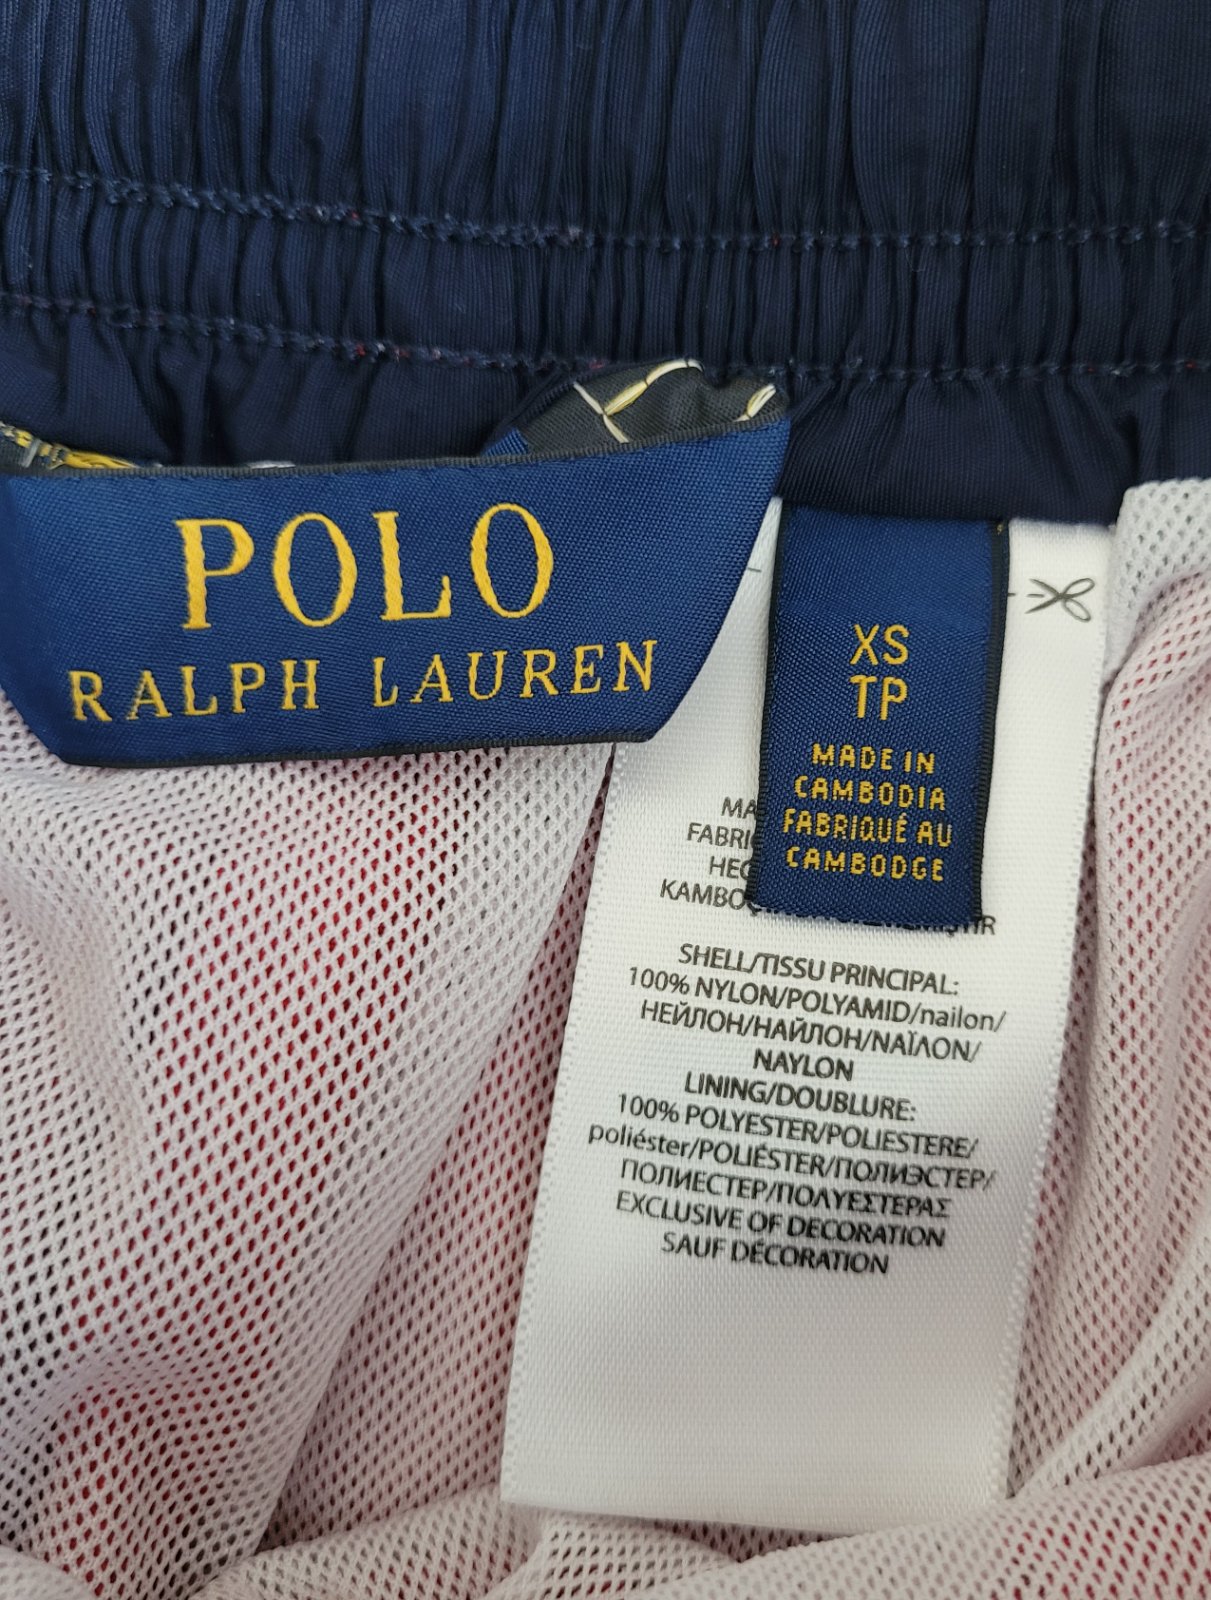 POLO
RALPH LAUREN
XS
TP
MADE IN
CAMBODIA
FABRIQUÉ AU
CAMBODGE
SHELL/TISSU PRINCIPAL:
100% NYLON/POLYAMID/nailon/
НЕЙЛОН/НАЙЛОН/ΝΑΪΛΟΝ/
NAYLON
LINING/DOUBLURE:
100% POLYESTER/POLIESTERE/
poliéster/POLIÉSTER/ПОЛИЭСТЕР/
ПОЛИЕСТЕР/ΠΟΛΥΕΣΤΕΡΑΣ
EXCLUSIVE OF DECORATION
SAUF DÉCORATION